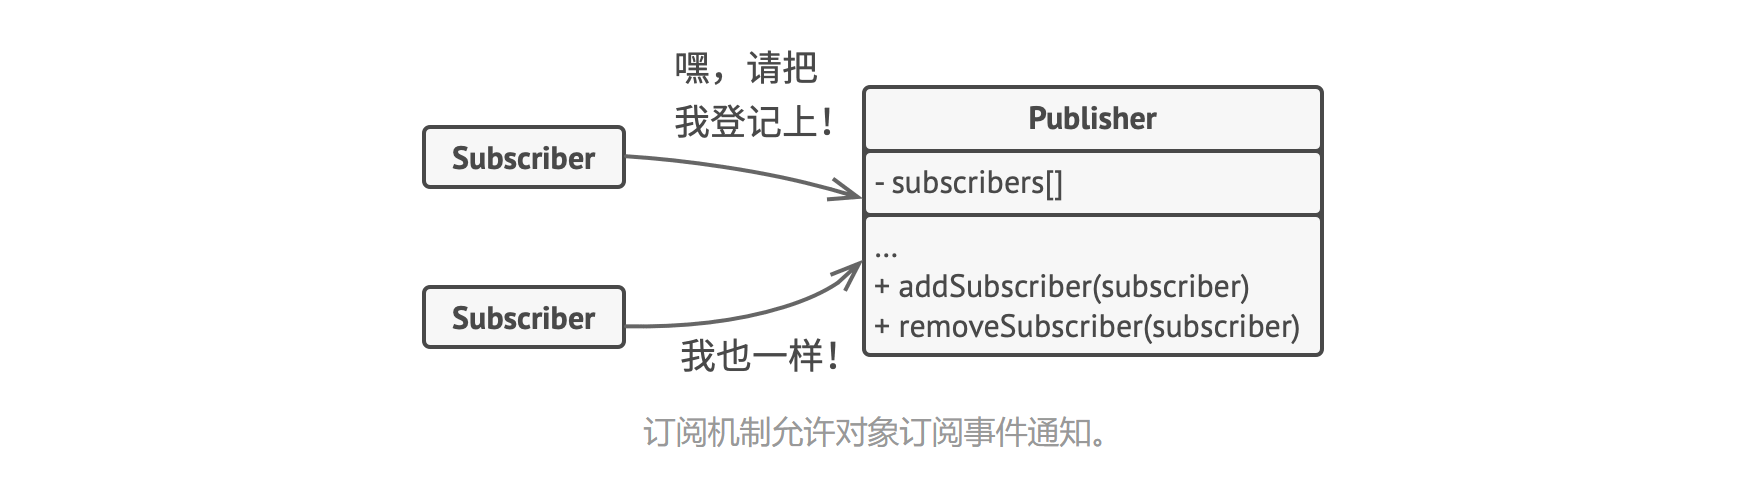 嘿，请把
我登记上！
Subscriber
Publisher
- subscribers[]
...
+ addSubscriber(subscriber)
+ removeSubscriber(subscriber)
Subscriber
我也一样！
订阅机制允许对象订阅事件通知。